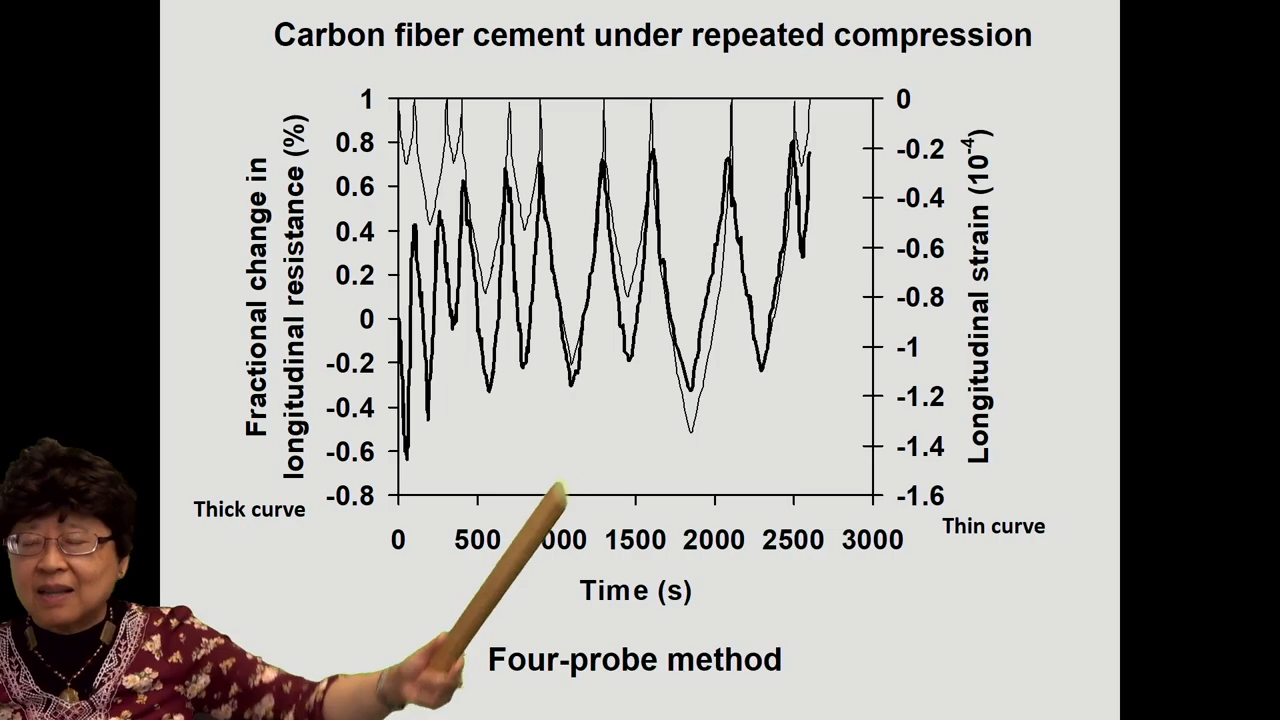 Carbon fiber cement under repeated compression
Fractional change in
longitudinal resistance (%)
1
0.8
0.6
0.4
0.2
0
-0.2
-0.4
-0.6
-0.8
0
-0.2
-0.4
-0.6
-0.8
-1
-1.2
-1.4
-1.6
Longitudinal strain (10-4)
Thick curve
Thin curve
0 500 1500 2000 2500 3000
Time (s)
Four-probe method